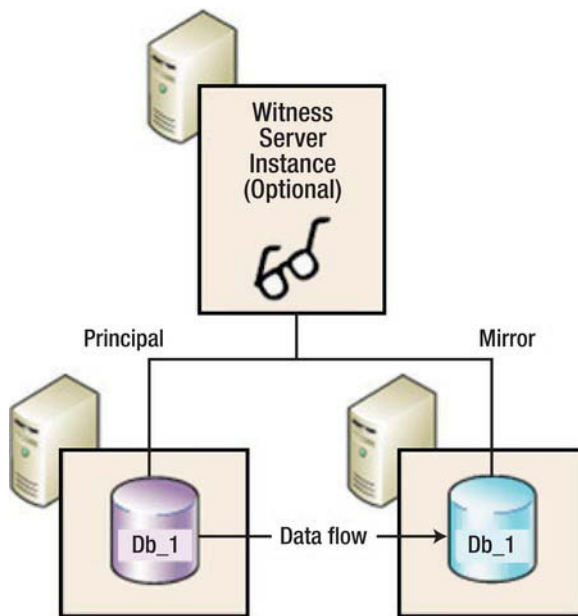 Witness
Server
Instance
(Optional)
Principal
Mirror
Db_1
Data flow
Db_1